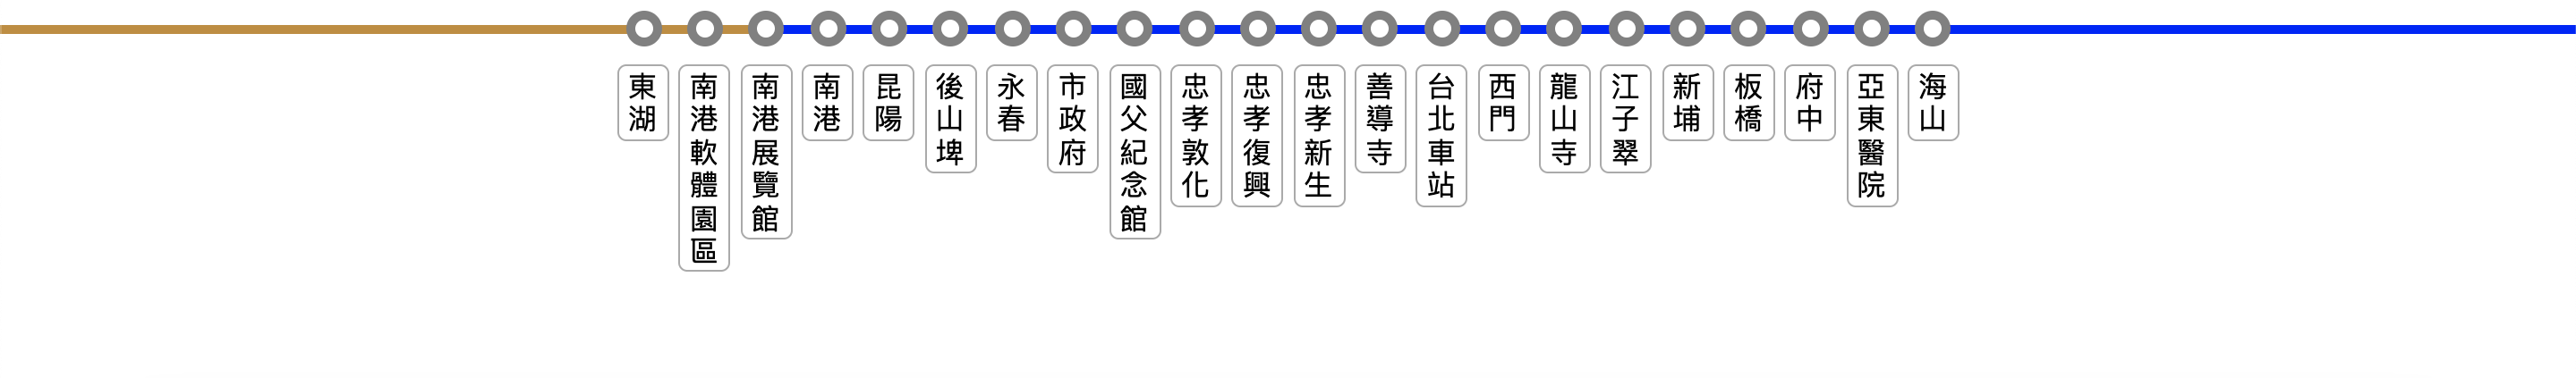 東湖
南港軟體園區
南港展覽館
南港
昆陽
後山埤
永春
市政府
國父紀念館
忠孝敦化
忠孝復興
忠孝新生
善導寺
台北車站
西門
龍山寺
江子翠
新埔
板橋
府中
亞東醫院
海山